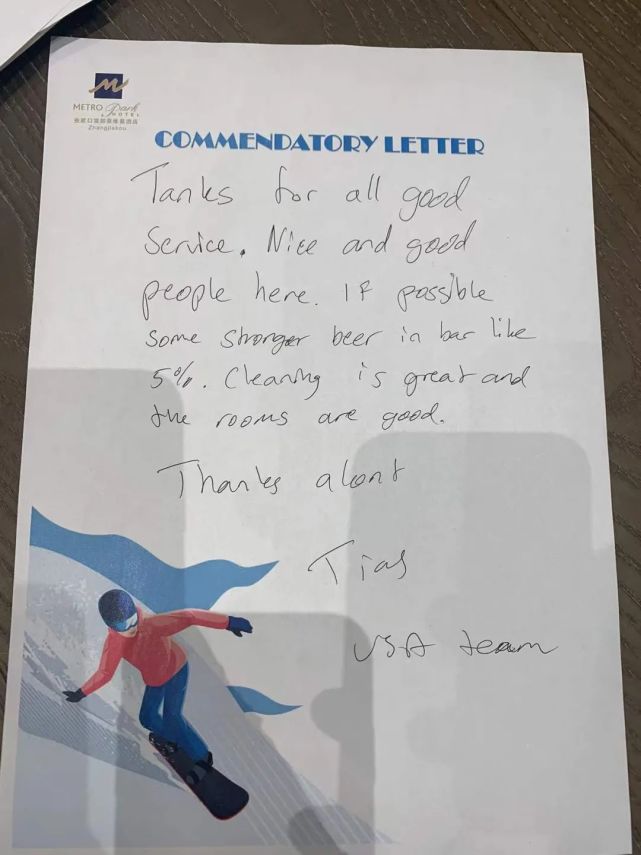 METRO Park
HOTEL
Zhangjiakou
COMMENDATORY LETTER
Tanks for all good
Service. Nice and good
people here. If possible
some stronger beer in bar like
5%. Cleaning is great and
the rooms are good.
Thanks alont
Tias
USA team